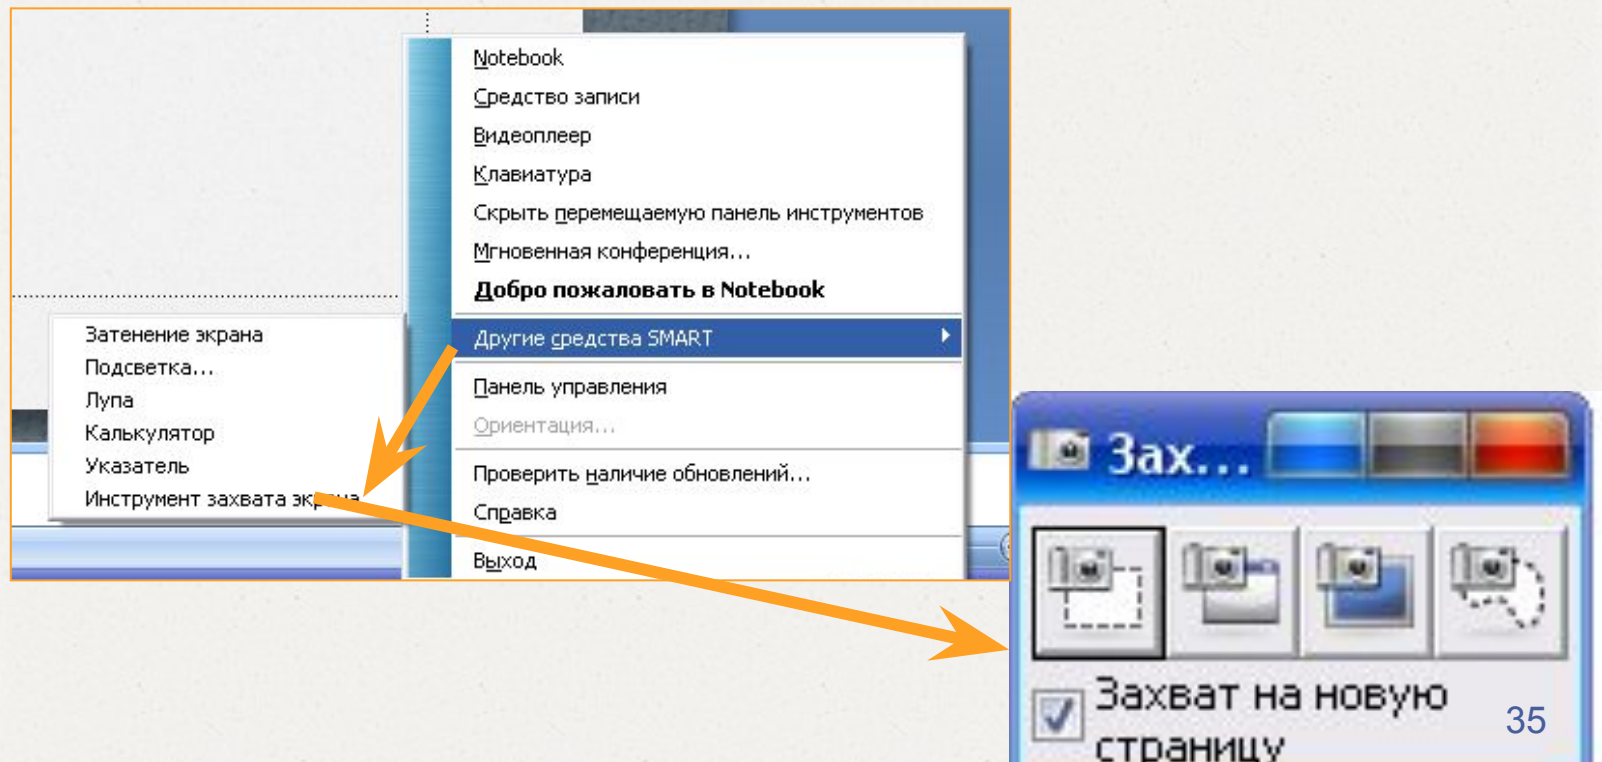 Notebook
Средство записи
Видеоплеер
Клавиатура
Скрыть перемещаемую панель инструментов
Мгновенная конференция...
Добро пожаловать в Notebook
Другие средства SMART
Панель управления
Ориентация...
Проверить наличие обновлений...
Справка
Выход
Затенение экрана
Подсветка...
Лупа
Калькулятор
Указатель
Инструмент захвата экрана
Зах...
Захват на новую
страницу
35